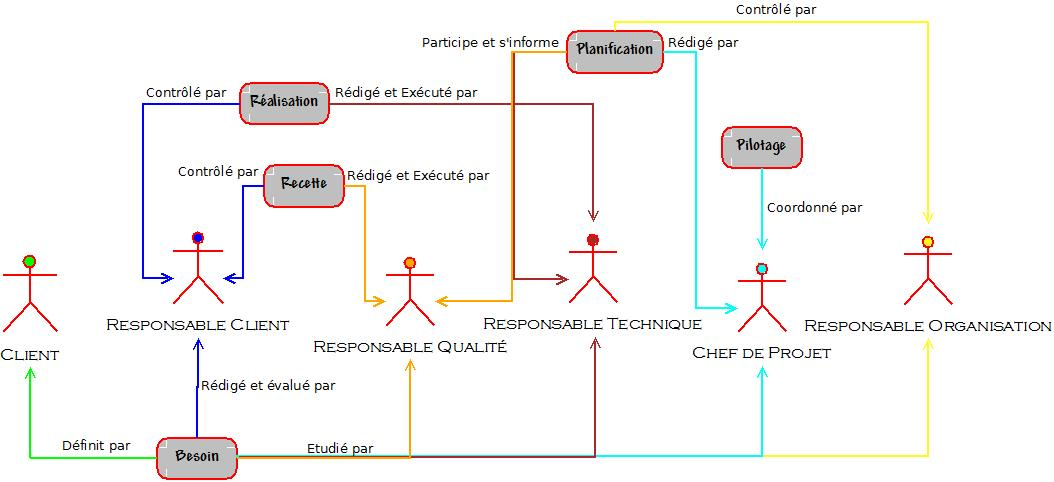 Contrôlé par
Participe et s'informe
Planification
Rédigé par
Contrôlé par
Réalisation
Rédigé et Exécuté par
Pilotage
Contrôlé par
Recette
Rédigé et Exécuté par
Coordonné par
Responsable Client
Responsable Technique
Responsable Organisation
Responsable Qualité
Client
Chef de Projet
Rédigé et évalué par
Définit par
Besoin
Etudié par